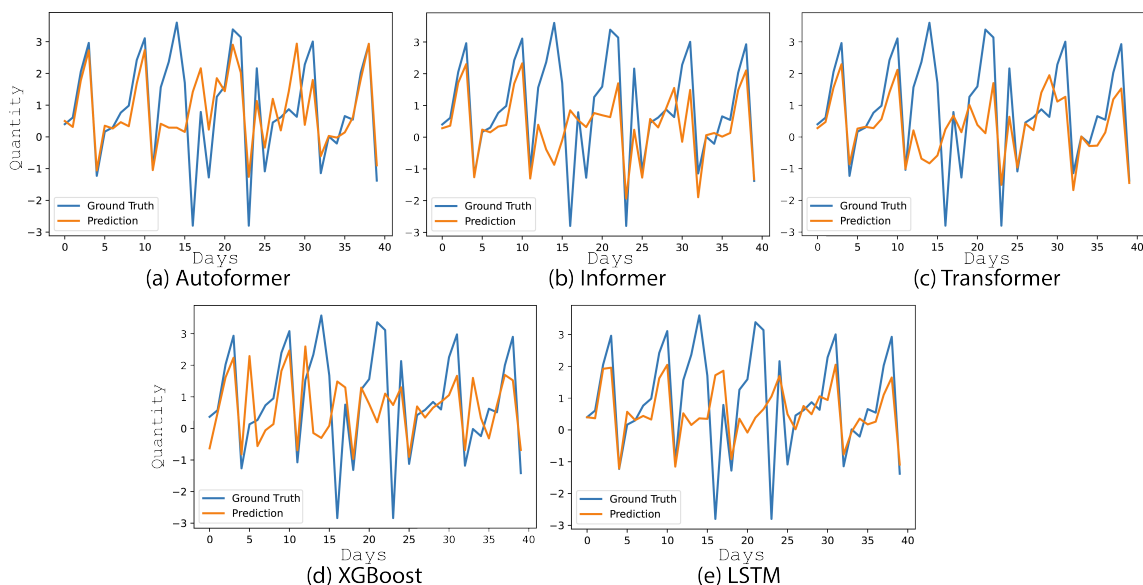 3
2
1
0
−1
−2
−3
Quantity
Ground Truth
Prediction
0 5 10 15 20 25 30 35 40
Days
(a) Autoformer
3
2
1
0
−1
−2
−3
Ground Truth
Prediction
0 5 10 15 20 25 30 35 40
Days
(b) Informer
3
2
1
0
−1
−2
−3
Ground Truth
Prediction
0 5 10 15 20 25 30 35 40
Days
(c) Transformer
3
2
1
0
−1
−2
−3
Quantity
Ground Truth
Prediction
0 5 10 15 20 25 30 35 40
Days
(d) XGBoost
3
2
1
0
−1
−2
−3
Ground Truth
Prediction
0 5 10 15 20 25 30 35 40
Days
(e) LSTM